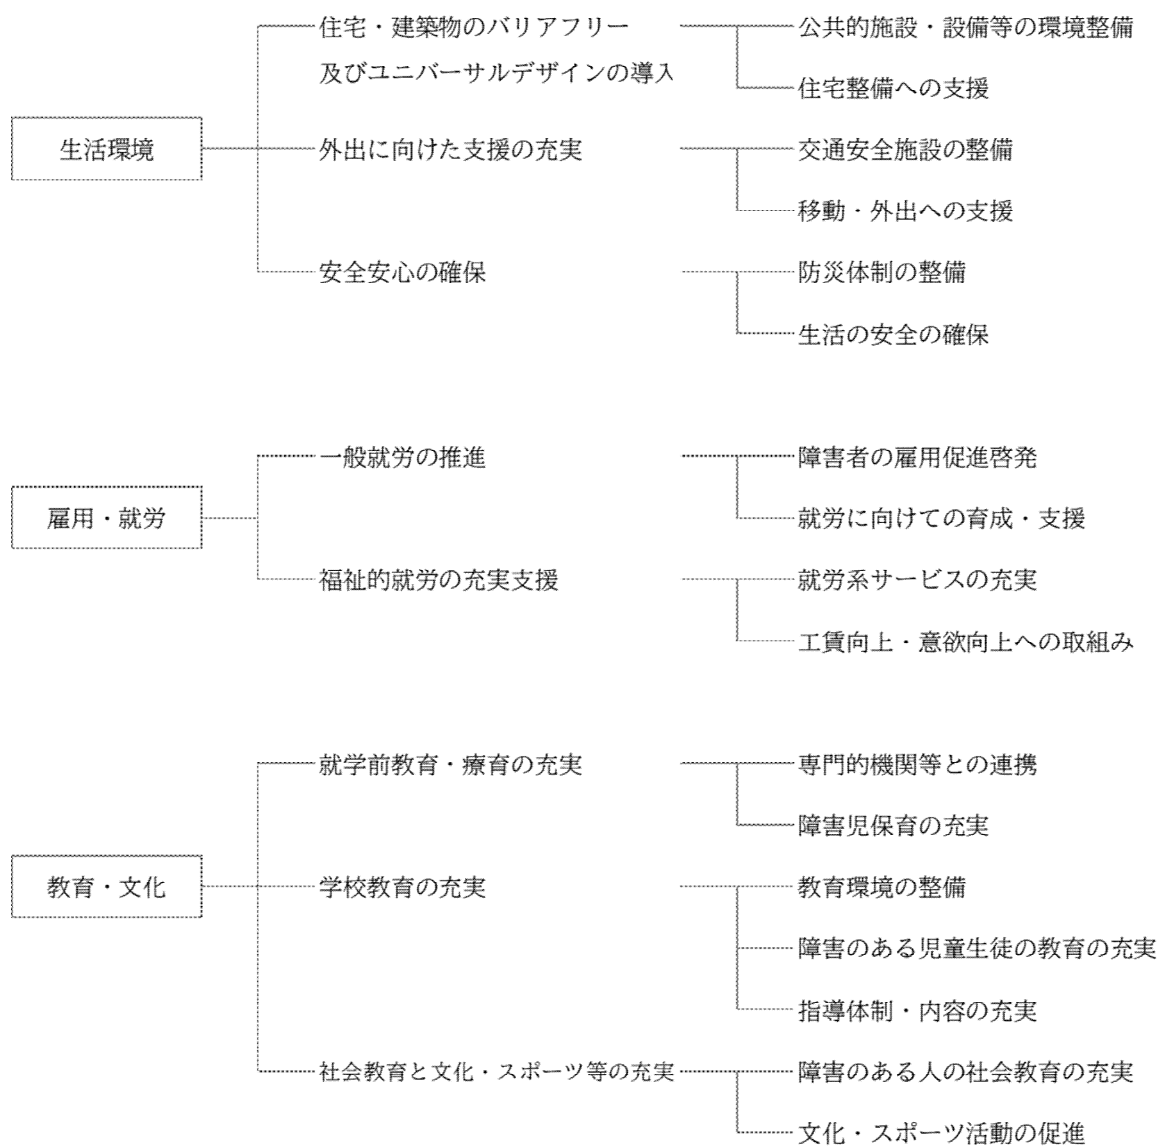 住宅・建築物のバリアフリー
及びユニバーサルデザインの導入
公共的施設・設備等の環境整備
住宅整備への支援
生活環境
外出に向けた支援の充実
交通安全施設の整備
移動・外出への支援
安全安心の確保
防災体制の整備
生活の安全の確保
一般就労の推進
障害者の雇用促進啓発
雇用・就労
就労に向けての育成・支援
福祉的就労の充実支援
就労系サービスの充実
工賃向上・意欲向上への取組み
就学前教育・療育の充実
専門的機関等との連携
障害児保育の充実
教育・文化
学校教育の充実
教育環境の整備
障害のある児童生徒の教育の充実
指導体制・内容の充実
社会教育と文化・スポーツ等の充実
障害のある人の社会教育の充実
文化・スポーツ活動の促進